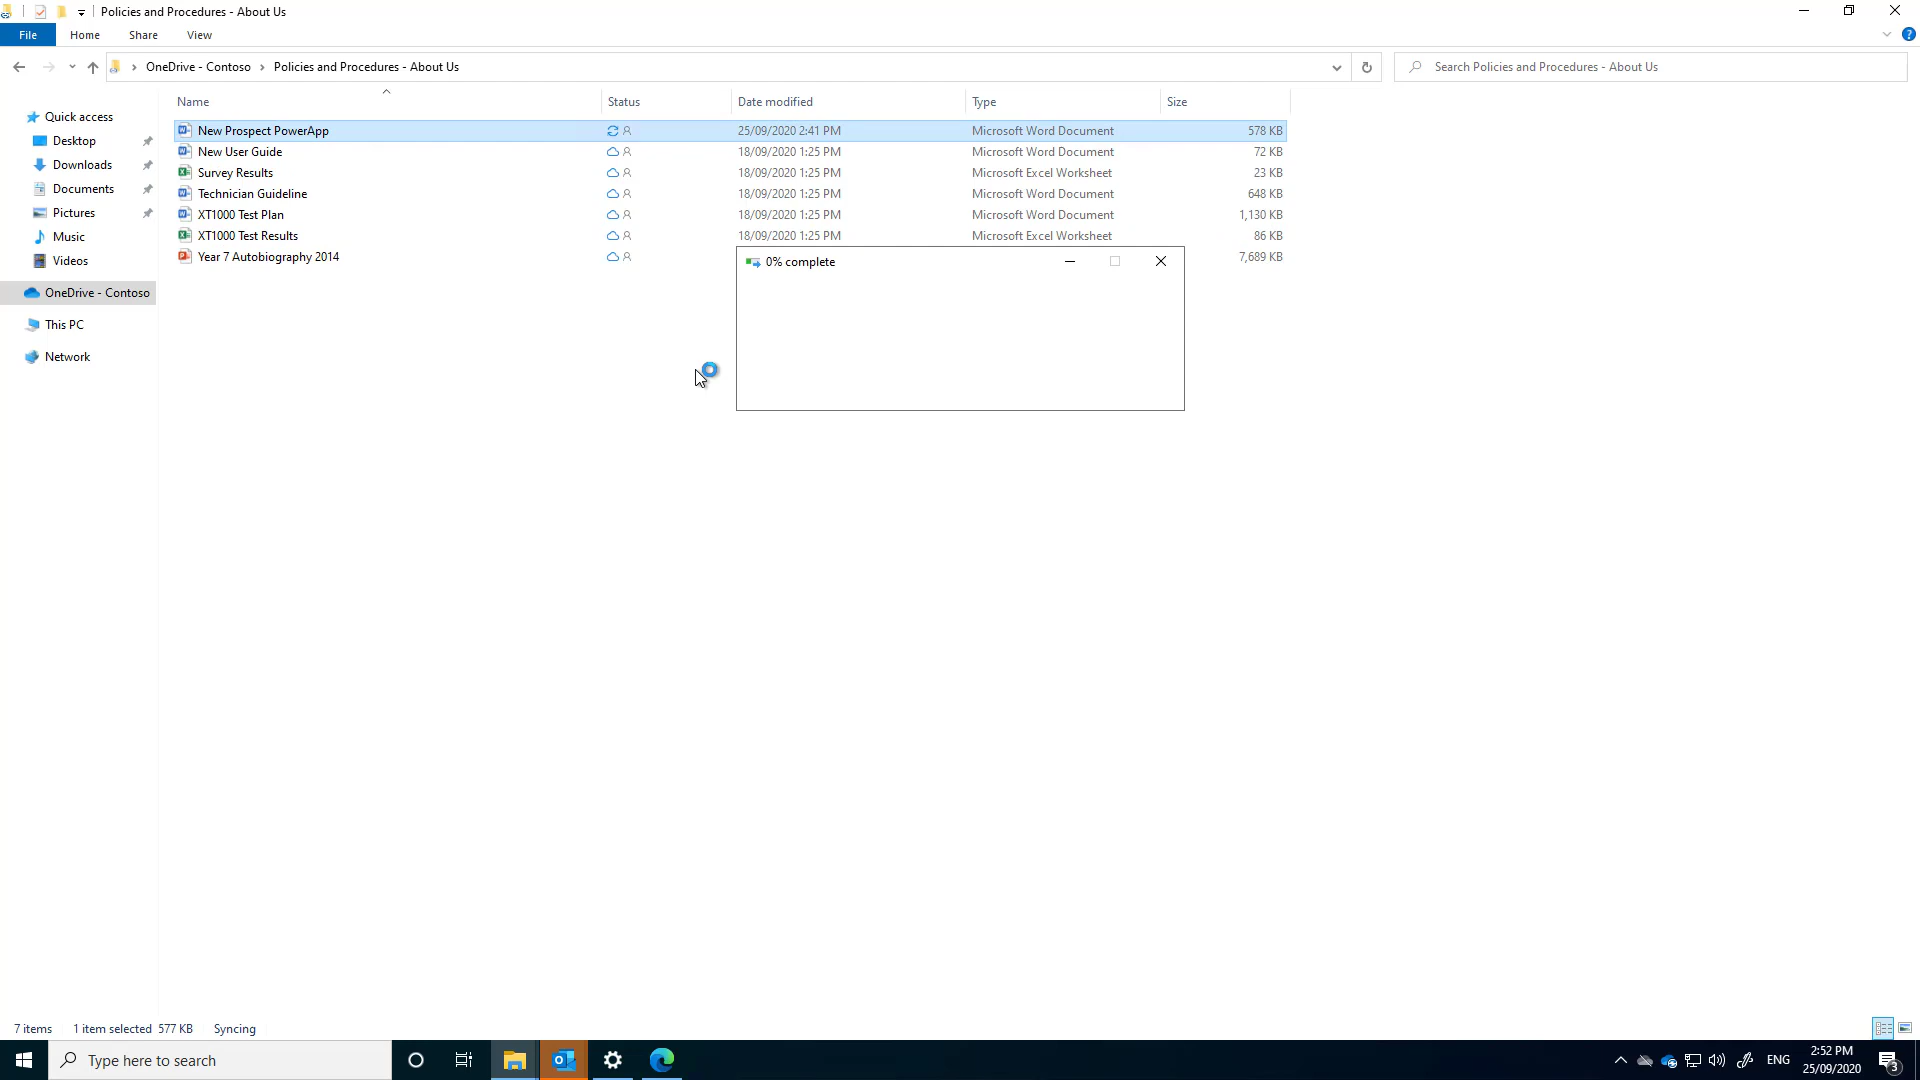 Policies and Procedures - About Us
File Home Share View
OneDrive - Contoso Policies and Procedures - About Us
Search Policies and Procedures - About Us
Name Status Date modified Type Size
New Prospect PowerApp 25/09/2020 2:41 PM Microsoft Word Document 578 KB
New User Guide 18/09/2020 1:25 PM Microsoft Word Document 72 KB
Survey Results 18/09/2020 1:25 PM Microsoft Excel Worksheet 23 KB
Technician Guideline 18/09/2020 1:25 PM Microsoft Word Document 648 KB
XT1000 Test Plan 18/09/2020 1:25 PM Microsoft Word Document 1,130 KB
XT1000 Test Results 18/09/2020 1:25 PM Microsoft Excel Worksheet 86 KB
Year 7 Autobiography 2014 7,689 KB
Quick access
Desktop
Downloads
Documents
Pictures
Music
Videos
OneDrive - Contoso
This PC
Network
0% complete
7 items 1 item selected 577 KB Syncing
Type here to search
ENG
2:52 PM
25/09/2020
3